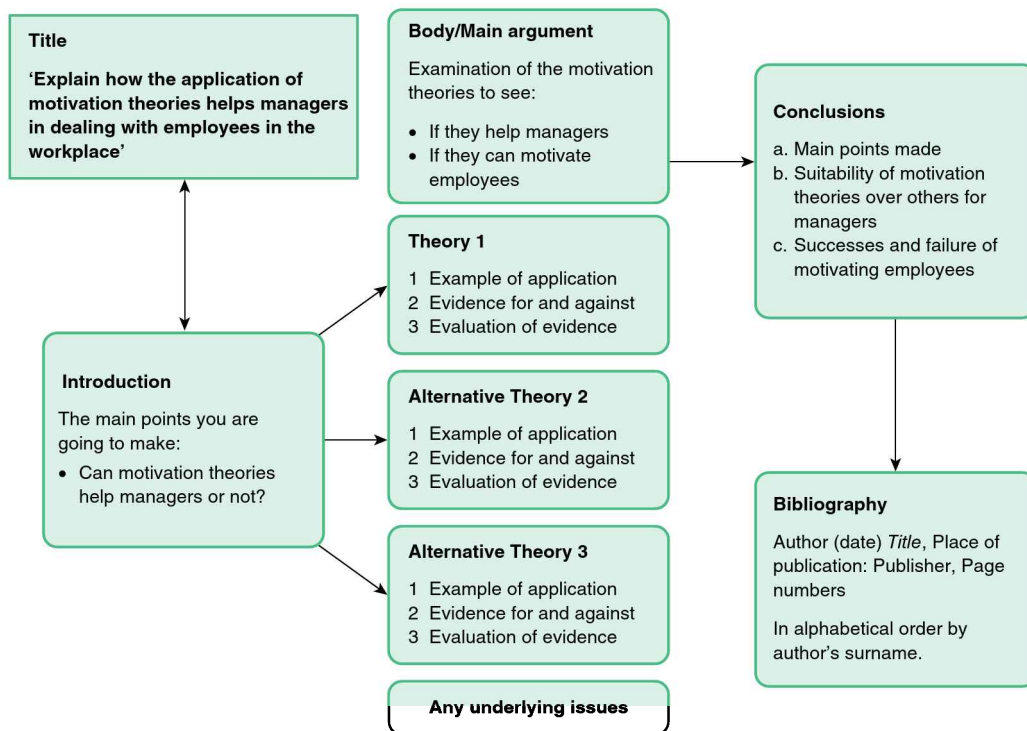 Title
‘Explain how the application of
motivation theories helps managers
in dealing with employees in the
workplace’
Introduction
The main points you are
going to make:
• Can motivation theories
help managers or not?
Body/Main argument
Examination of the motivation
theories to see:
• If they help managers
• If they can motivate
employees
Theory 1
1 Example of application
2 Evidence for and against
3 Evaluation of evidence
Alternative Theory 2
1 Example of application
2 Evidence for and against
3 Evaluation of evidence
Alternative Theory 3
1 Example of application
2 Evidence for and against
3 Evaluation of evidence
Any underlying issues
Conclusions
a. Main points made
b. Suitability of motivation
theories over others for
managers
c. Successes and failure of
motivating employees
Bibliography
Author (date) Title, Place of
publication: Publisher, Page
numbers
In alphabetical order by
author’s surname.